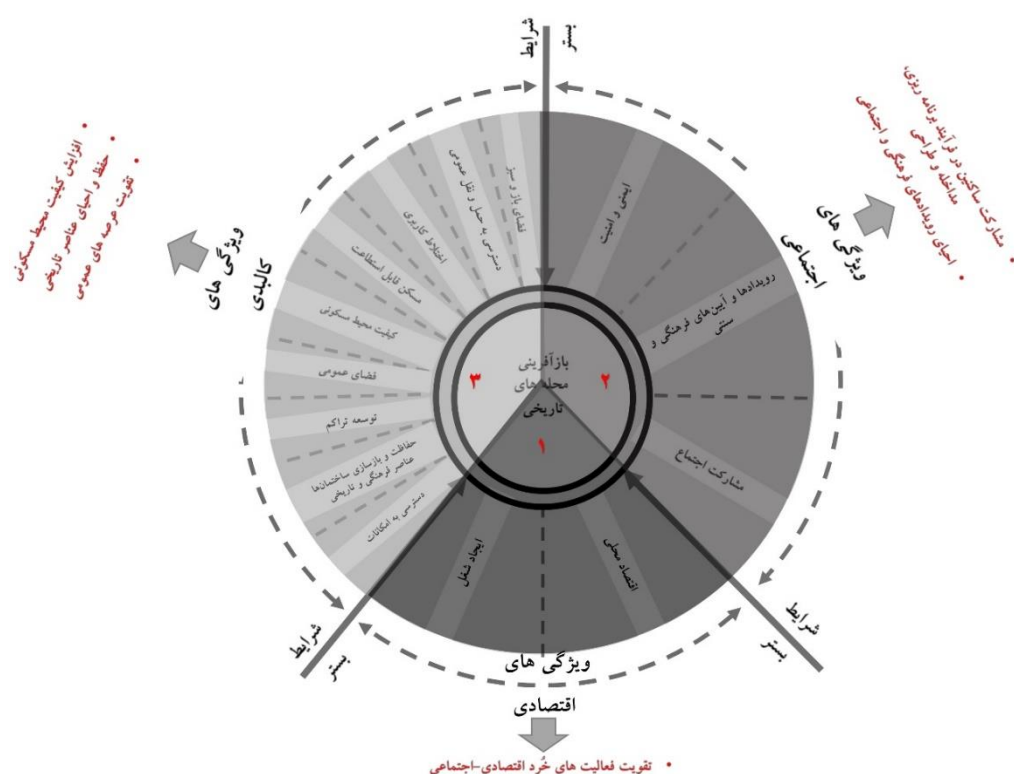 شرایط
بستر
• مشارکت ساکنین در فرآیند برنامه ریزی،
مداخله و طراحی
• احیای رویدادهای فرهنگی و اجتماعی
ویژگی های
اجتماعی
• افزایش کیفیت محیط مسکونی
• حفظ و احیای عناصر تاریخی
• تقویت عرصه های عمومی
ویژگی های
کالبدی
ایمنی و امنیت
رویدادها و آیین‌های فرهنگی و
سنتی
مشارکت اجتماع
فضای باز و سبز
دسترسی به حمل و نقل عمومی
اختلاط کاربری
مسکن قابل استطاعت
کیفیت محیط مسکونی
فضای عمومی
توسعه تراکم
حفاظت و بازسازی ساختمان‌ها
عناصر فرهنگی و تاریخی
دسترسی به امکانات
بازآفرینی
محله های
تاریخی
۱
۲
۳
اقتصاد محلی
ایجاد شغل
شرایط
بستر
شرایط
بستر
ویژگی های
اقتصادی
• تقویت فعالیت های خُرد اقتصادی-اجتماعی